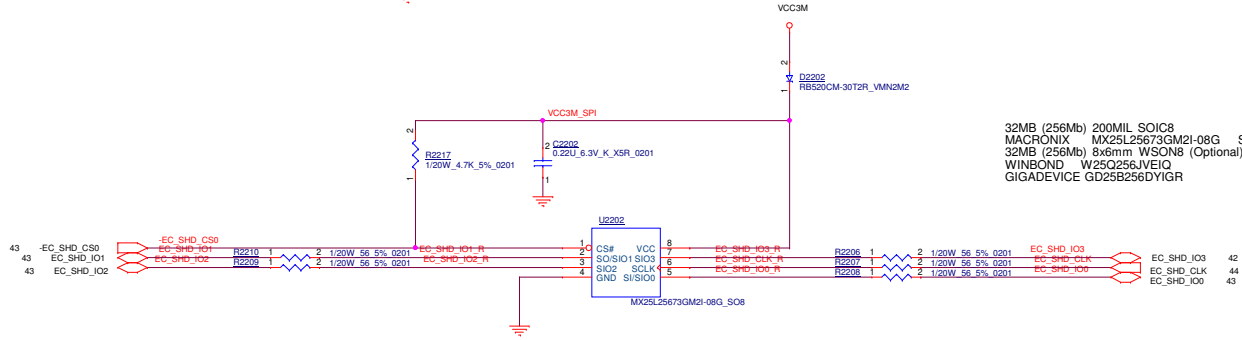 VCC3M
2
D2202
RB520CM-30T2R_VMN2M2
1
VCC3M_SPI
32MB (256Mb) 200MIL SOIC8
MACRONIX MX25L25673GM2I-08G S
32MB (256Mb) 8x6mm WSON8 (Optional)
WINBOND W25Q256JVEIQ
GIGADEVICE GD25B256DYIGR
2
R2217
1/20W_4.7K_5%_0201
1
2 C2202
0.22U_6.3V_K_X5R_0201
1
U2202
43 -EC_SHD_CS0 -EC_SHD_CS0 1 CS# VCC 8
43 EC_SHD_IO1 EC_SHD_IO1 R2210 1 2 1/20W_56_5%_0201 EC_SHD_IO1_R 2 SO/SIO1 SIO3 7 EC_SHD_IO3_R R2206 1 2 1/20W_56_5%_0201 EC_SHD_IO3 EC_SHD_IO3 42
43 EC_SHD_IO2 EC_SHD_IO2 R2209 1 2 1/20W_56_5%_0201 EC_SHD_IO2_R 3 SIO2 SCLK 6 EC_SHD_CLK_R R2207 1 2 1/20W_56_5%_0201 EC_SHD_CLK EC_SHD_CLK 44
4 GND SI/SIO0 5 EC_SHD_IO0_R R2208 1 2 1/20W_56_5%_0201 EC_SHD_IO0 EC_SHD_IO0 43
MX25L25673GM2I-08G_SO8